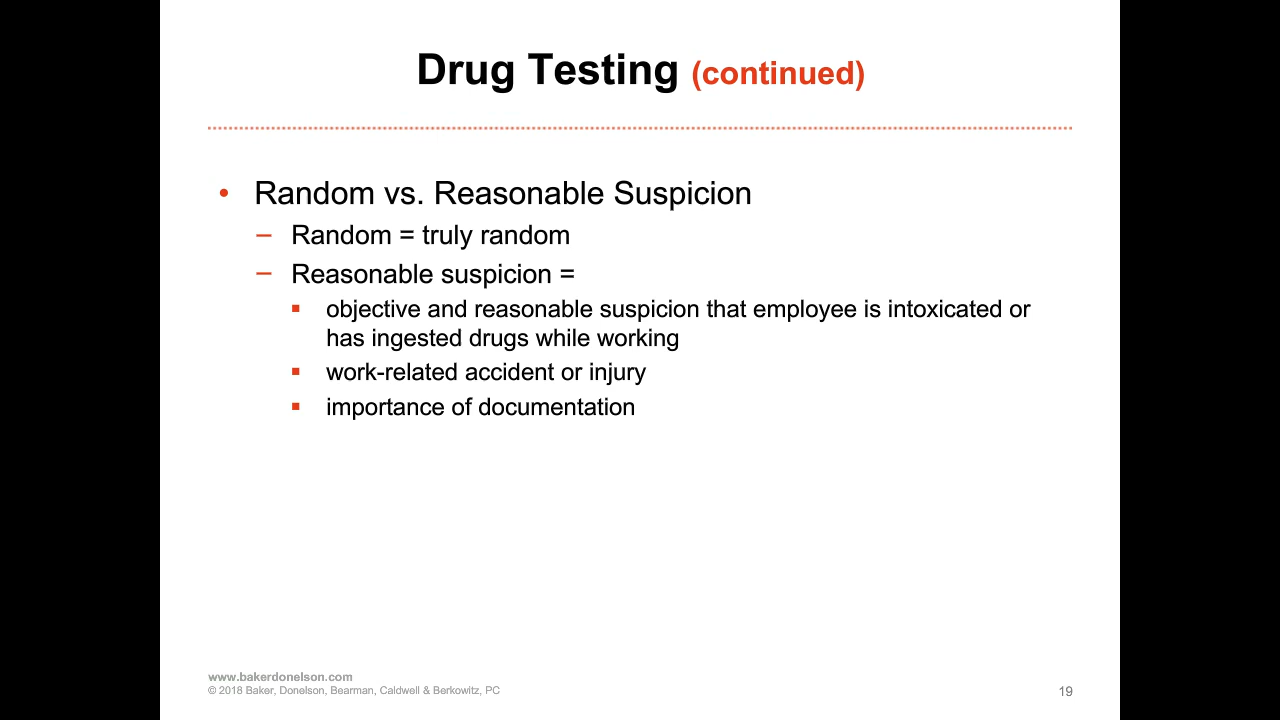 Drug Testing (continued)
• Random vs. Reasonable Suspicion
– Random = truly random
– Reasonable suspicion =
▪ objective and reasonable suspicion that employee is intoxicated or
has ingested drugs while working
▪ work-related accident or injury
▪ importance of documentation
www.bakerdonelson.com
© 2018 Baker, Donelson, Bearman, Caldwell & Berkowitz, PC
19